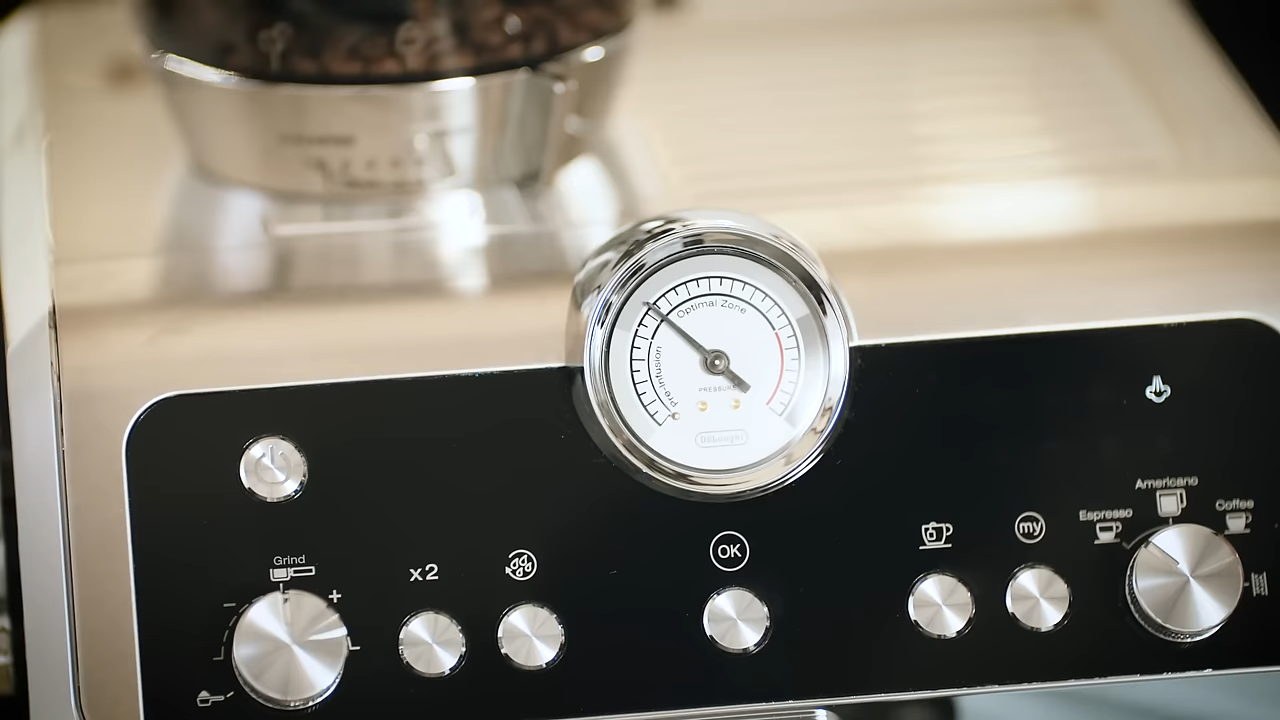 Optimal Zone
Pre-Infusion
PRESSURE
DeLonghi
Americano
Espresso
Coffee
OK
my
Grind
x2
- +